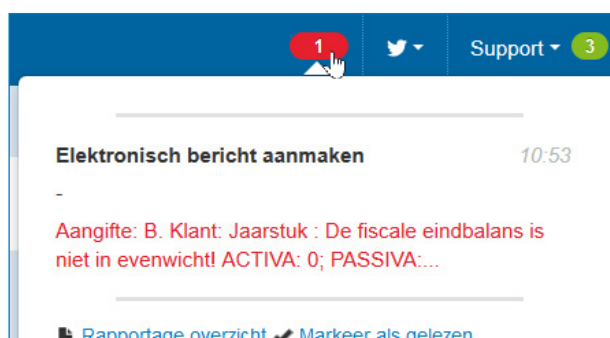 1 Support 3
Elektronisch bericht aanmaken 10:53
-
Aangifte: B. Klant: Jaarstuk : De fiscale eindbalans is
niet in evenwicht! ACTIVA: 0; PASSIVA:...
Rapportage overzicht Markeer als gelezen